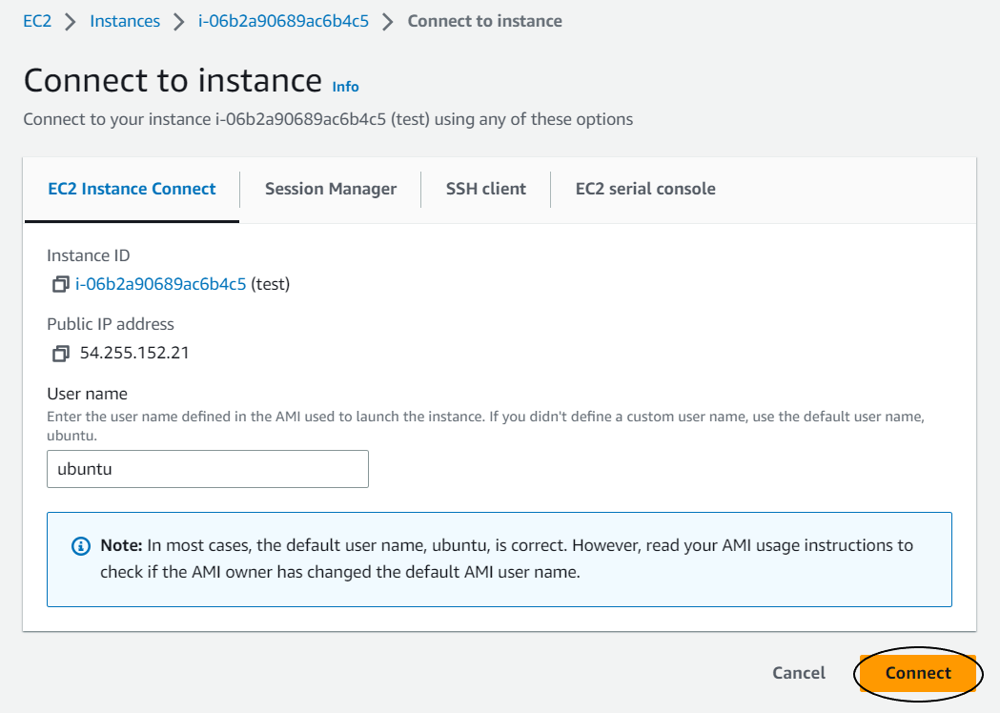 EC2 > Instances > i-06b2a90689ac6b4c5 > Connect to instance
Connect to instance Info
Connect to your instance i-06b2a90689ac6b4c5 (test) using any of these options
EC2 Instance Connect Session Manager SSH client EC2 serial console
Instance ID
i-06b2a90689ac6b4c5 (test)
Public IP address
54.255.152.21
User name
Enter the user name defined in the AMI used to launch the instance. If you didn't define a custom user name, use the default user name,
ubuntu.
ubuntu
Note: In most cases, the default user name, ubuntu, is correct. However, read your AMI usage instructions to
check if the AMI owner has changed the default AMI user name.
Cancel Connect